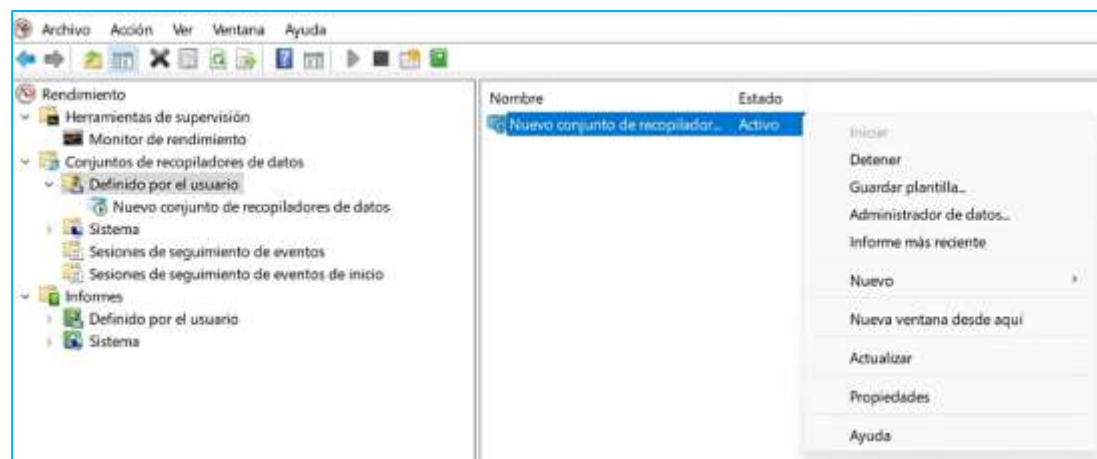 Archivo Acción Ver Ventana Ayuda
Rendimiento
Herramientas de supervisión
Monitor de rendimiento
Conjuntos de recopiladores de datos
Definido por el usuario
Nuevo conjunto de recopiladores de datos
Sistema
Sesiones de seguimiento de eventos
Sesiones de seguimiento de eventos de inicio
Informes
Definido por el usuario
Sistema
Nombre Estado
Nuevo conjunto de recopilador... Activo
Iniciar
Detener
Guardar plantilla...
Administrador de datos...
Informe más reciente
Nuevo
Nueva ventana desde aquí
Actualizar
Propiedades
Ayuda